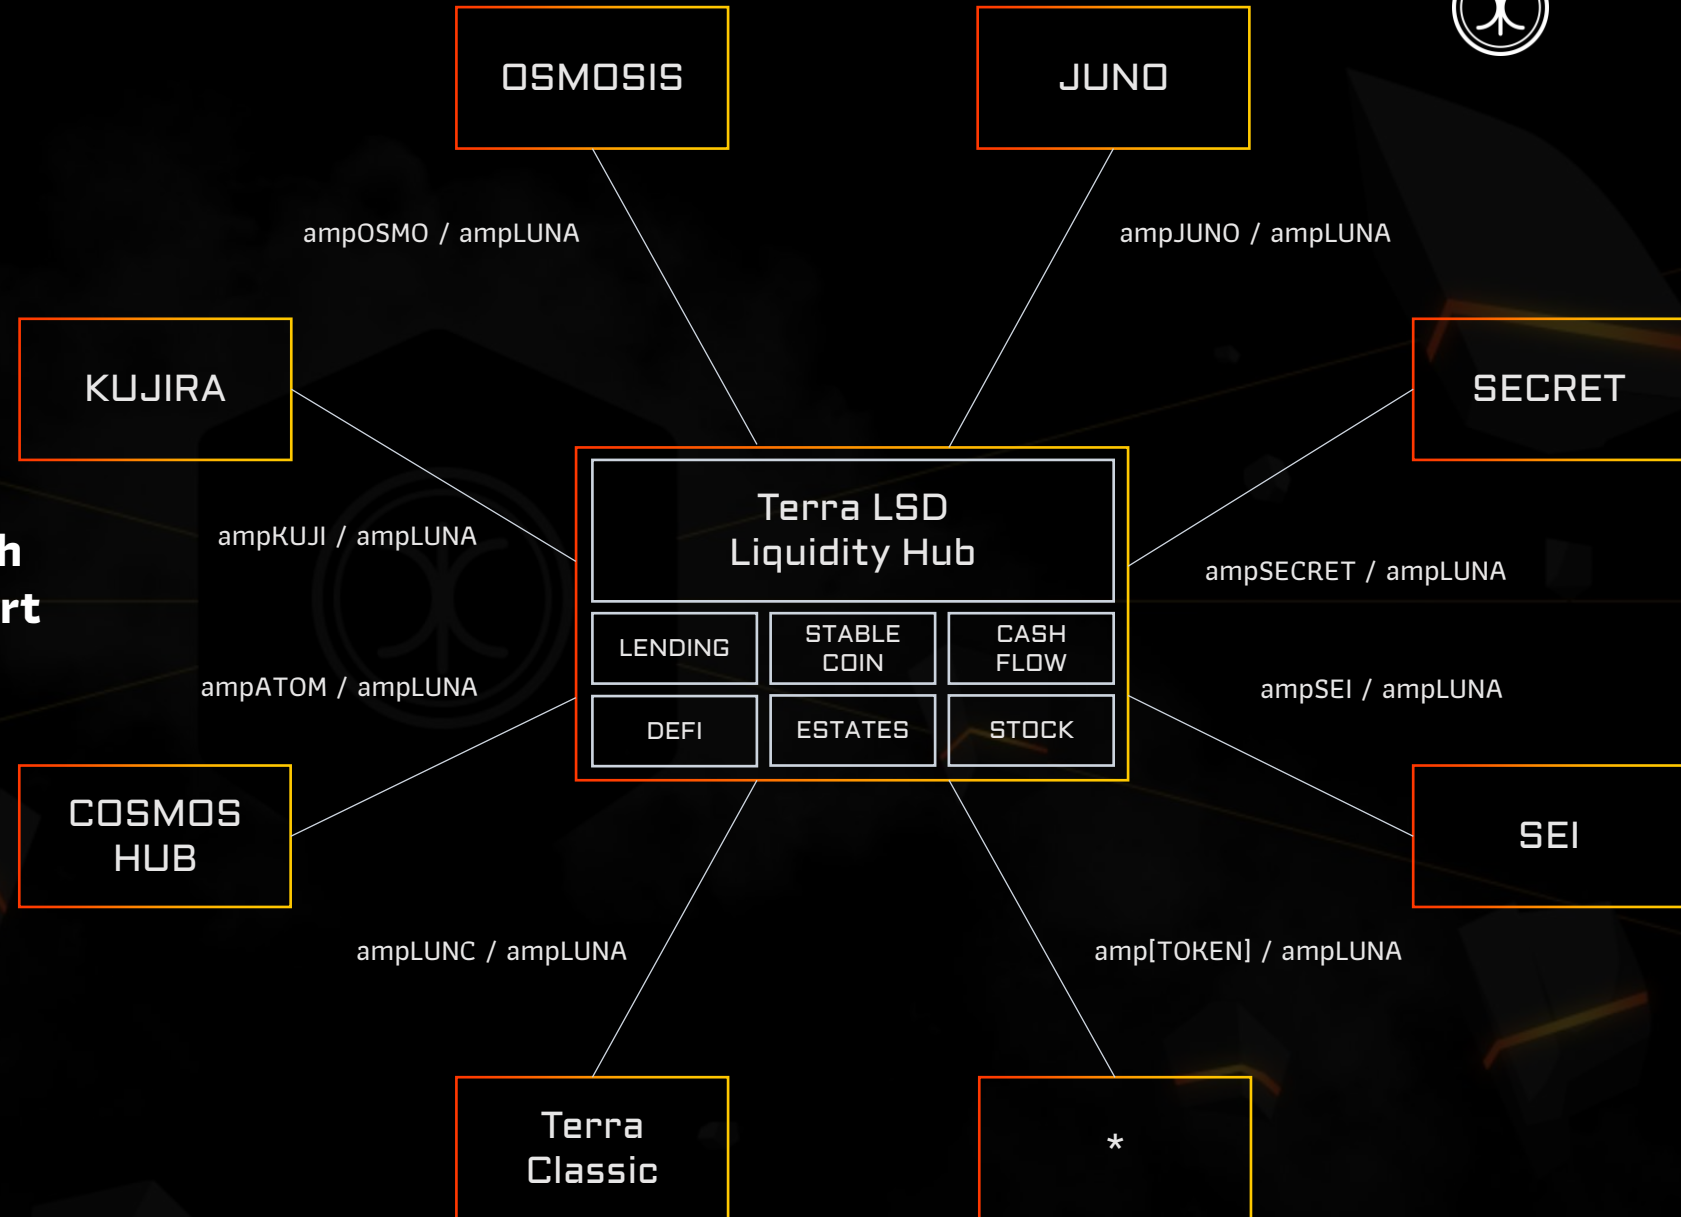 OSMOSIS
JUNO
ampOSMO / ampLUNA
ampJUNO / ampLUNA
KUJIRA
SECRET
Terra LSD
Liquidity Hub
ampKUJI / ampLUNA
ampSECRET / ampLUNA
h
rt
LENDING
STABLE
COIN
CASH
FLOW
ampATOM / ampLUNA
ampSEI / ampLUNA
DEFI
ESTATES
STOCK
COSMOS
HUB
SEI
ampLUNC / ampLUNA
amp[TOKEN] / ampLUNA
Terra
Classic
*